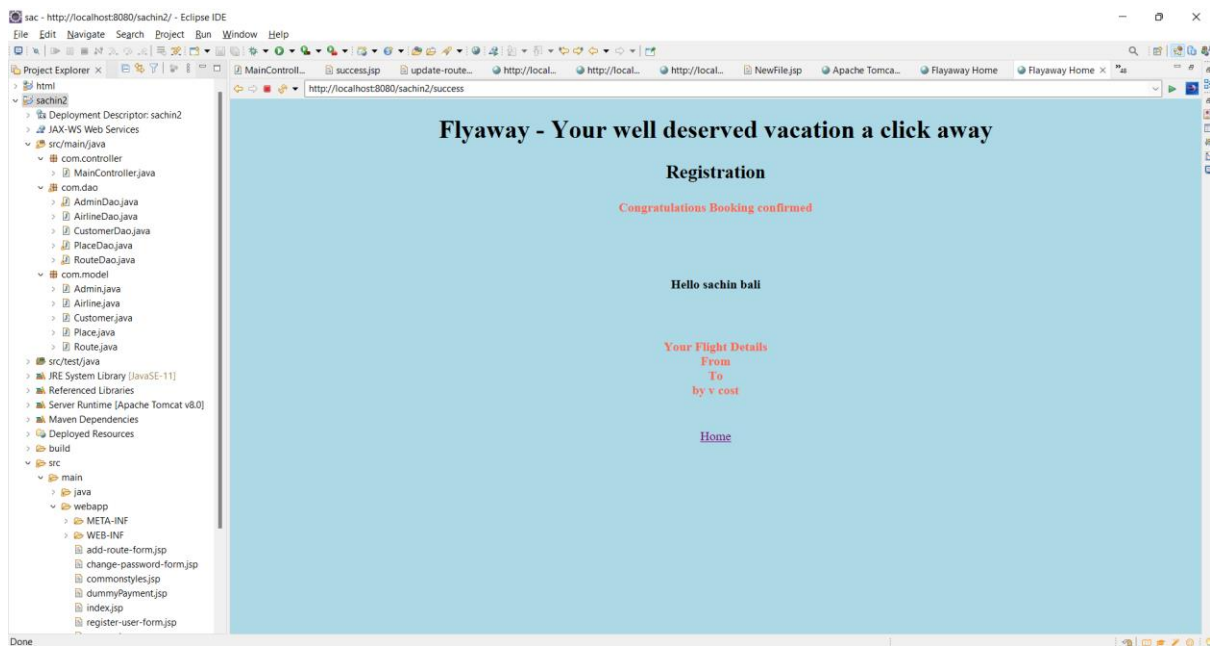 sac - http://localhost:8080/sachin2/ - Eclipse IDE
File Edit Navigate Search Project Run Window Help
Project Explorer
MainControll... success.jsp update-route... http://local... http://local... http://local... NewFile.jsp Apache Tomca... Flyaway Home Flayaway Home
http://localhost:8080/sachin2/success
html
sachin2
Deployment Descriptor: sachin2
JAX-WS Web Services
src/main/java
com.controller
MainController.java
com.dao
AdminDao.java
AirlineDao.java
CustomerDao.java
PlaceDao.java
RouteDao.java
com.model
Admin.java
Airline.java
Customer.java
Place.java
Route.java
src/test/java
JRE System Library [JavaSE-11]
Referenced Libraries
Server Runtime [Apache Tomcat v8.0]
Maven Dependencies
Deployed Resources
build
src
main
java
webapp
META-INF
WEB-INF
add-route-form.jsp
change-password-form.jsp
commonstyles.jsp
dummyPayment.jsp
index.jsp
register-user-form.jsp
Flyaway - Your well deserved vacation a click away
Registration
Congratulations Booking confirmed
Hello sachin bali
Your Flight Details
From
To
by v cost
Home
Done